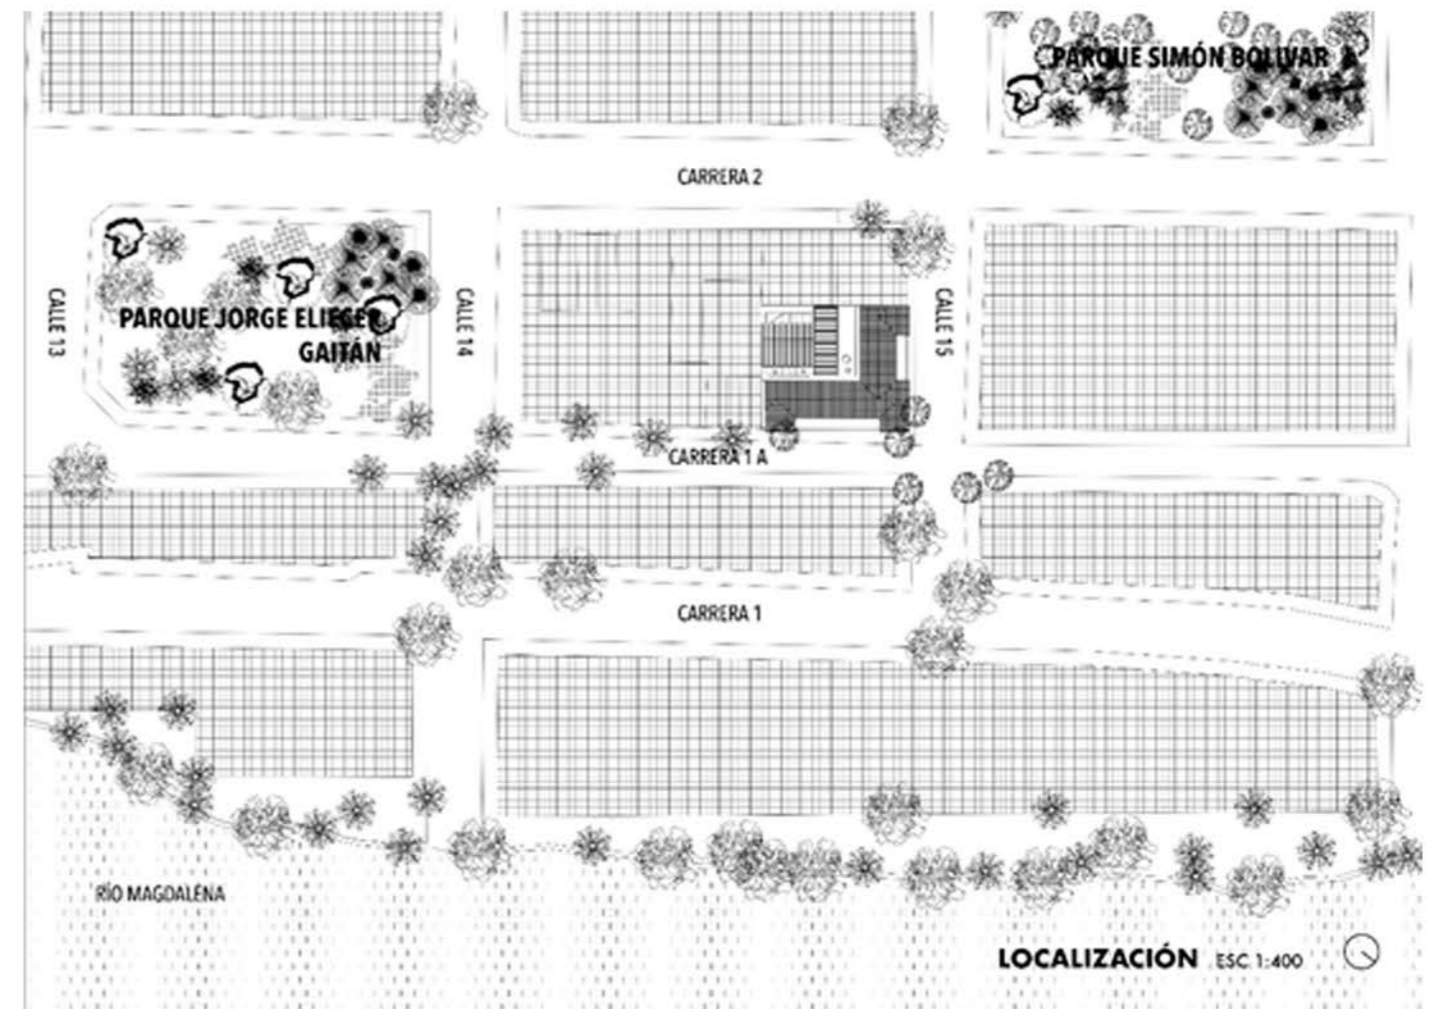 PARQUE SIMÓN BOLIVAR
CARRERA 2
CALLE 13
PARQUE JORGE ELIECER
GAITÁN
CALLE 14
CALLE 15
CARRERA 1 A
CARRERA 1
RÍO MAGDALENA
LOCALIZACIÓN ESC 1:400